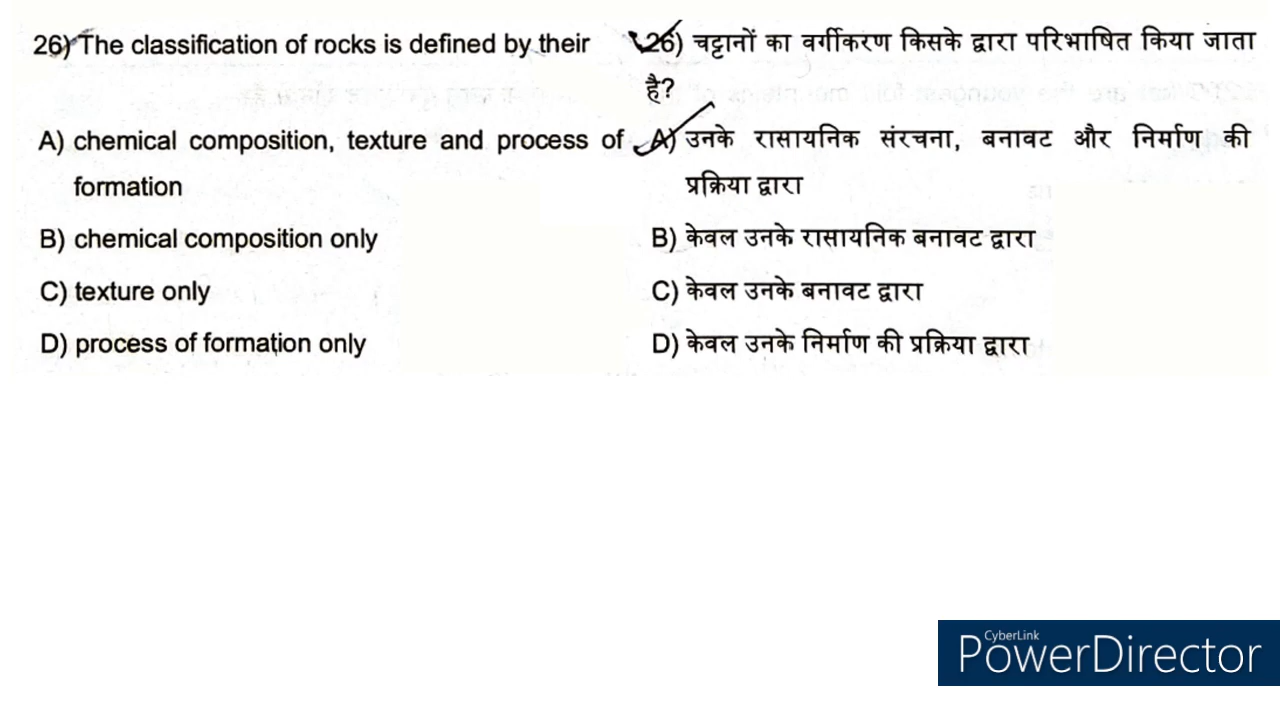 26) The classification of rocks is defined by their
A) chemical composition, texture and process of formation
B) chemical composition only
C) texture only
D) process of formation only
26) चट्टानों का वर्गीकरण किसके द्वारा परिभाषित किया जाता
है?
A) उनके रासायनिक संरचना, बनावट और निर्माण की
प्रक्रिया द्वारा
B) केवल उनके रासायनिक बनावट द्वारा
C) केवल उनके बनावट द्वारा
D) केवल उनके निर्माण की प्रक्रिया द्वारा
CyberLink
PowerDirector